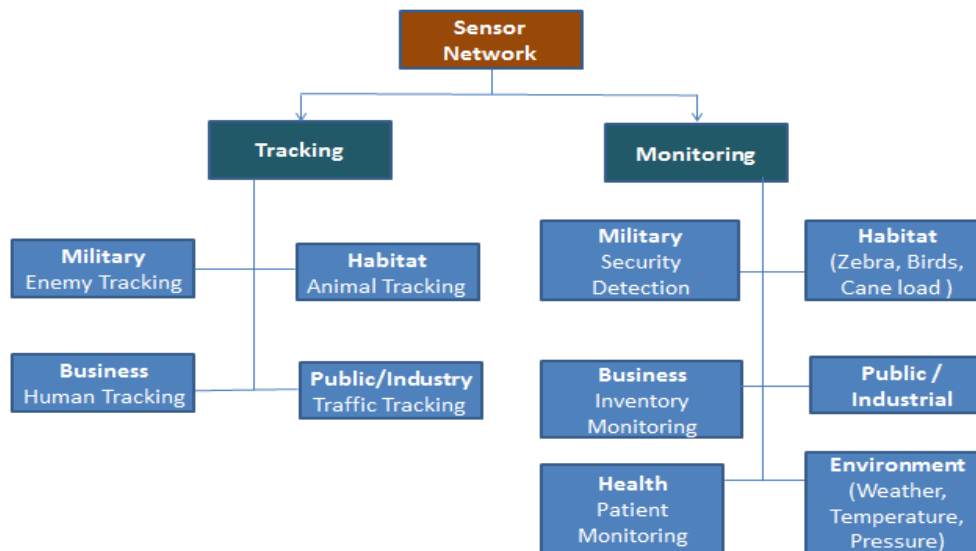 Sensor
Network
Tracking
Monitoring
Military
Enemy Tracking
Habitat
Animal Tracking
Business
Human Tracking
Public/Industry
Traffic Tracking
Military
Security
Detection
Habitat
(Zebra, Birds,
Cane load )
Business
Inventory
Monitoring
Public /
Industrial
Health
Patient
Monitoring
Environment
(Weather,
Temperature,
Pressure)